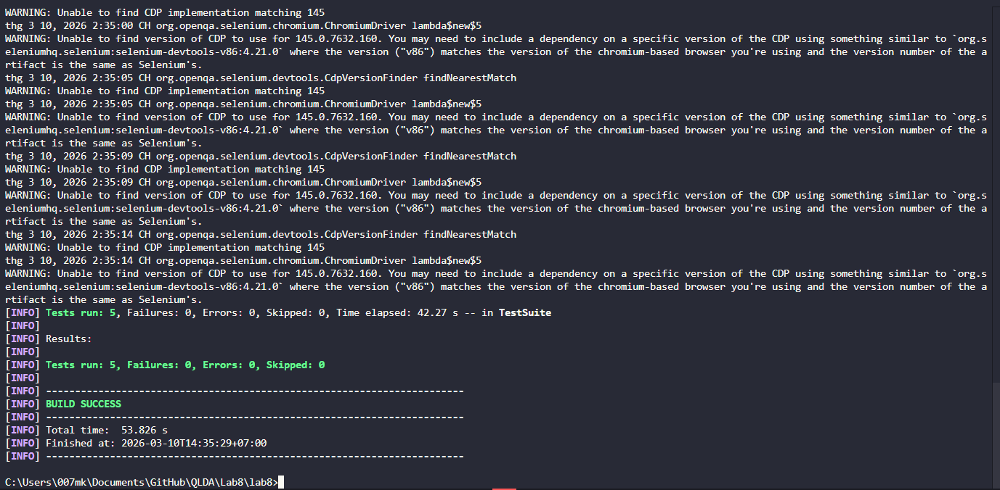 WARNING: Unable to find CDP implementation matching 145
thg 3 10, 2026 2:35:00 CH org.openqa.selenium.chromium.ChromiumDriver lambda$new$5
WARNING: Unable to find version of CDP to use for 145.0.7632.160. You may need to include a dependency on a specific version of the CDP using something similar to `org.s
eleniumhq.selenium:selenium-devtools-v86:4.21.0` where the version ("v86") matches the version of the chromium-based browser you're using and the version number of the a
rtifact is the same as Selenium's.
thg 3 10, 2026 2:35:05 CH org.openqa.selenium.devtools.CdpVersionFinder findNearestMatch
WARNING: Unable to find CDP implementation matching 145
thg 3 10, 2026 2:35:05 CH org.openqa.selenium.chromium.ChromiumDriver lambda$new$5
WARNING: Unable to find version of CDP to use for 145.0.7632.160. You may need to include a dependency on a specific version of the CDP using something similar to `org.s
eleniumhq.selenium:selenium-devtools-v86:4.21.0` where the version ("v86") matches the version of the chromium-based browser you're using and the version number of the a
rtifact is the same as Selenium's.
thg 3 10, 2026 2:35:09 CH org.openqa.selenium.devtools.CdpVersionFinder findNearestMatch
WARNING: Unable to find CDP implementation matching 145
thg 3 10, 2026 2:35:09 CH org.openqa.selenium.chromium.ChromiumDriver lambda$new$5
WARNING: Unable to find version of CDP to use for 145.0.7632.160. You may need to include a dependency on a specific version of the CDP using something similar to `org.s
eleniumhq.selenium:selenium-devtools-v86:4.21.0` where the version ("v86") matches the version of the chromium-based browser you're using and the version number of the a
rtifact is the same as Selenium's.
thg 3 10, 2026 2:35:14 CH org.openqa.selenium.devtools.CdpVersionFinder findNearestMatch
WARNING: Unable to find CDP implementation matching 145
thg 3 10, 2026 2:35:14 CH org.openqa.selenium.chromium.ChromiumDriver lambda$new$5
WARNING: Unable to find version of CDP to use for 145.0.7632.160. You may need to include a dependency on a specific version of the CDP using something similar to `org.s
eleniumhq.selenium:selenium-devtools-v86:4.21.0` where the version ("v86") matches the version of the chromium-based browser you're using and the version number of the a
rtifact is the same as Selenium's.
[INFO] Tests run: 5, Failures: 0, Errors: 0, Skipped: 0, Time elapsed: 42.27 s -- in TestSuite
[INFO]
[INFO] Results:
[INFO]
[INFO] Tests run: 5, Failures: 0, Errors: 0, Skipped: 0
[INFO]
[INFO] ------------------------------------------------------------------------
[INFO] BUILD SUCCESS
[INFO] ------------------------------------------------------------------------
[INFO] Total time:  53.826 s
[INFO] Finished at: 2026-03-10T14:35:29+07:00
[INFO] ------------------------------------------------------------------------
C:\Users\007mk\Documents\GitHub\QLDA\Lab8\lab8>